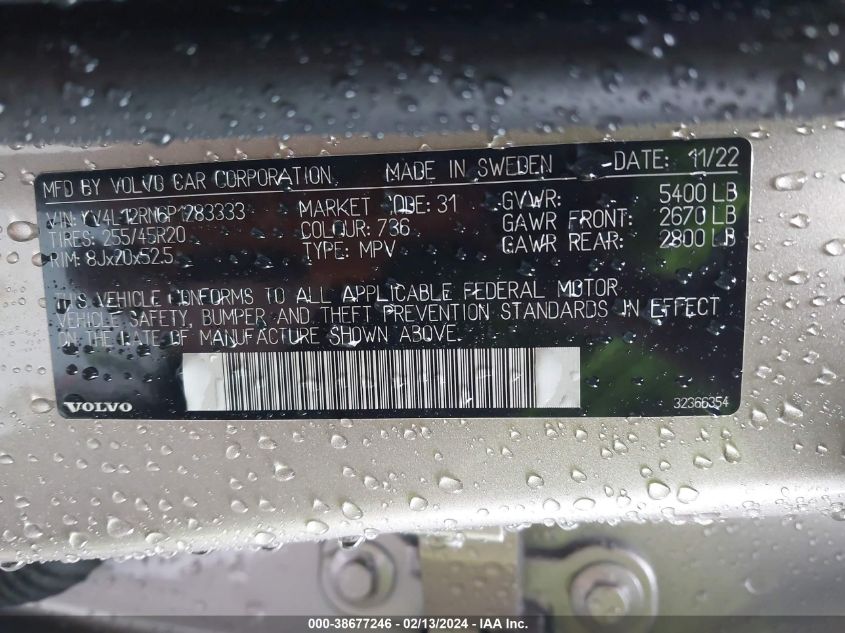 MFD BY VOLVO CAR CORPORATION MADE IN SWEDEN DATE: 11/22
VIN: MARKET CODE: 31 GVWR: 5400 LB
TIRES: 255/45R20 COLOUR: 736 GAWR FRONT: 2670 LB
RIM: 8Jx20x52.5 TYPE: MPV GAWR REAR: 2800 LB
THIS VEHICLE CONFORMS TO ALL APPLICABLE FEDERAL MOTOR
VEHICLE SAFETY, BUMPER AND THEFT PREVENTION STANDARDS IN EFFECT
ON THE DATE OF MANUFACTURE SHOWN ABOVE.
VOLVO 32366354
000-38677246 - 02/13/2024 - IAA Inc.